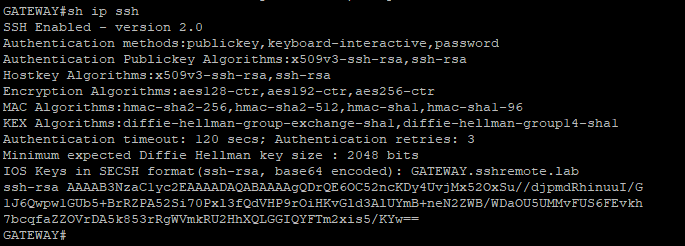 GATEWAY#sh ip ssh
SSH Enabled - version 2.0
Authentication methods:publickey,keyboard-interactive,password
Authentication Publickey Algorithms:x509v3-ssh-rsa,ssh-rsa
Hostkey Algorithms:x509v3-ssh-rsa,ssh-rsa
Encryption Algorithms:aes128-ctr,aes192-ctr,aes256-ctr
MAC Algorithms:hmac-sha2-256,hmac-sha2-512,hmac-sha1,hmac-sha1-96
KEX Algorithms:diffie-hellman-group-exchange-sha1,diffie-hellman-group14-sha1
Authentication timeout: 120 secs; Authentication retries: 3
Minimum expected Diffie Hellman key size : 2048 bits
IOS Keys in SECSH format(ssh-rsa, base64 encoded): GATEWAY.sshremote.lab
ssh-rsa AAAAB3NzaC1yc2EAAAADAQABAAAAgQDrQE6OC52ncKDy4UvjMx52OxSu//djpmdRhinuuI/G
1J6Qwpw1GUb5+BrRZPA52Si70Pxl3fQdVHP9rOiHKvGld3AlUYmB+neN2ZWB/WDaOU5UMMvFUS6FEvkh
7bcqfaZZOVrDA5k853rRgWVmkRU2HhXQLGGIQYFTm2xis5/KYw==
GATEWAY#